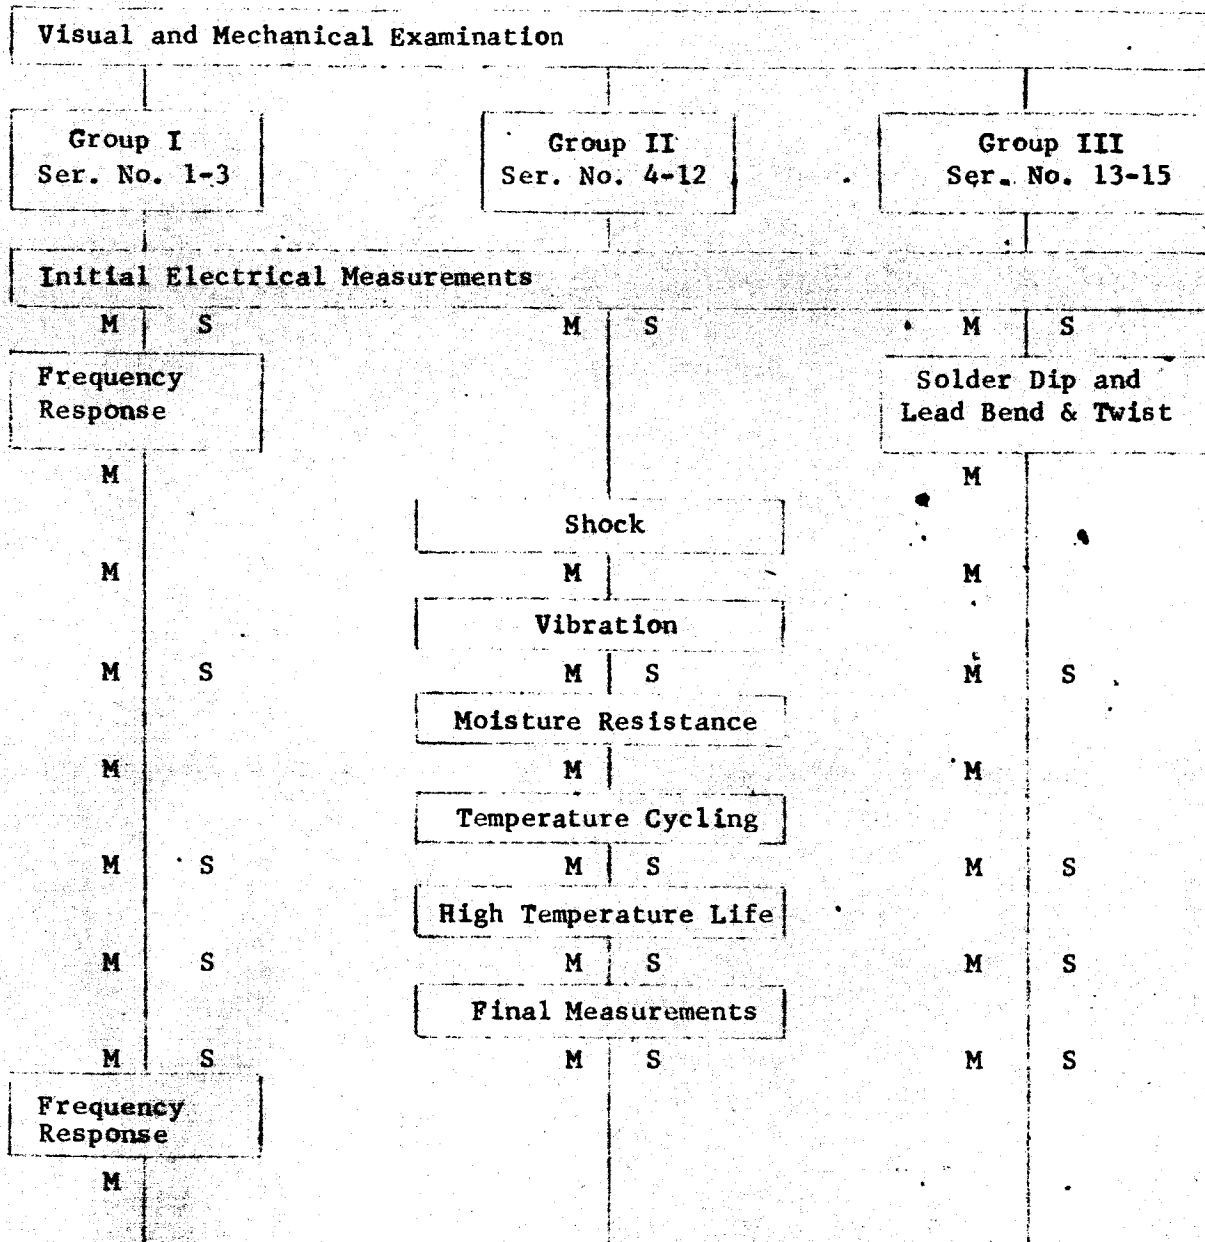 Visual and Mechanical Examination
Group I Group II Group III
Ser. No. 1-3 Ser. No. 4-12 Ser. No. 13-15
Initial Electrical Measurements
M S M S M S
Frequency Solder Dip and
Response Lead Bend & Twist
M M
Shock
M M M
Vibration
M S M S M S
Moisture Resistance
M M M
Temperature Cycling
M S M S M S
High Temperature Life
M S M S M S
Final Measurements
M S M S M S
Frequency
Response
M